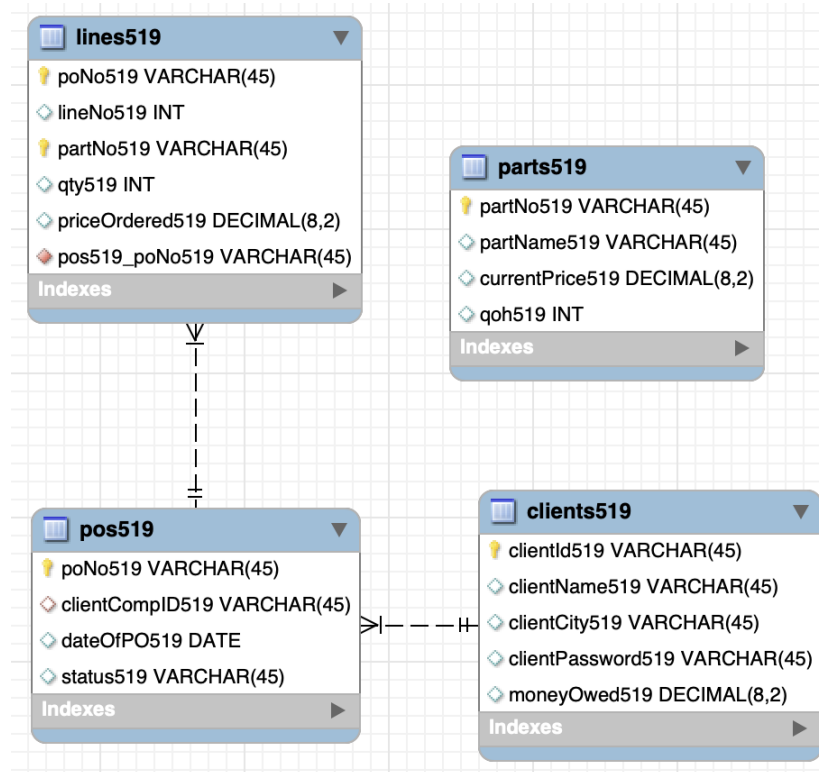 lines519
poNo519 VARCHAR(45)
lineNo519 INT
partNo519 VARCHAR(45)
qty519 INT
priceOrdered519 DECIMAL(8,2)
pos519_poNo519 VARCHAR(45)
Indexes
parts519
partNo519 VARCHAR(45)
partName519 VARCHAR(45)
currentPrice519 DECIMAL(8,2)
qoh519 INT
Indexes
pos519
poNo519 VARCHAR(45)
clientCompID519 VARCHAR(45)
dateOfPO519 DATE
status519 VARCHAR(45)
Indexes
clients519
clientId519 VARCHAR(45)
clientName519 VARCHAR(45)
clientCity519 VARCHAR(45)
clientPassword519 VARCHAR(45)
moneyOwed519 DECIMAL(8,2)
Indexes